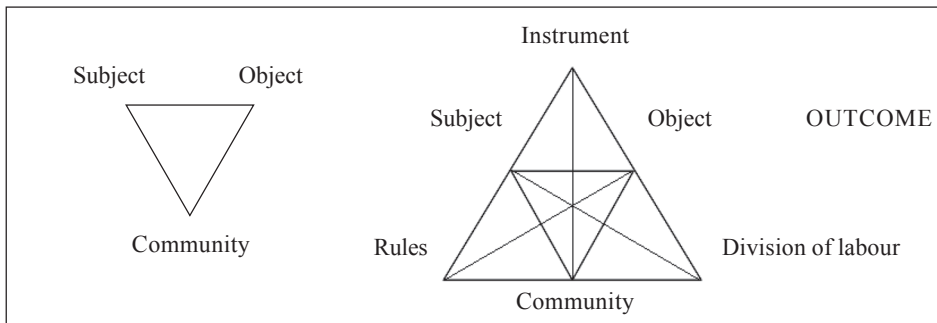 Instrument
Subject Object
Subject Object OUTCOME
Community
Rules Division of labour
Community